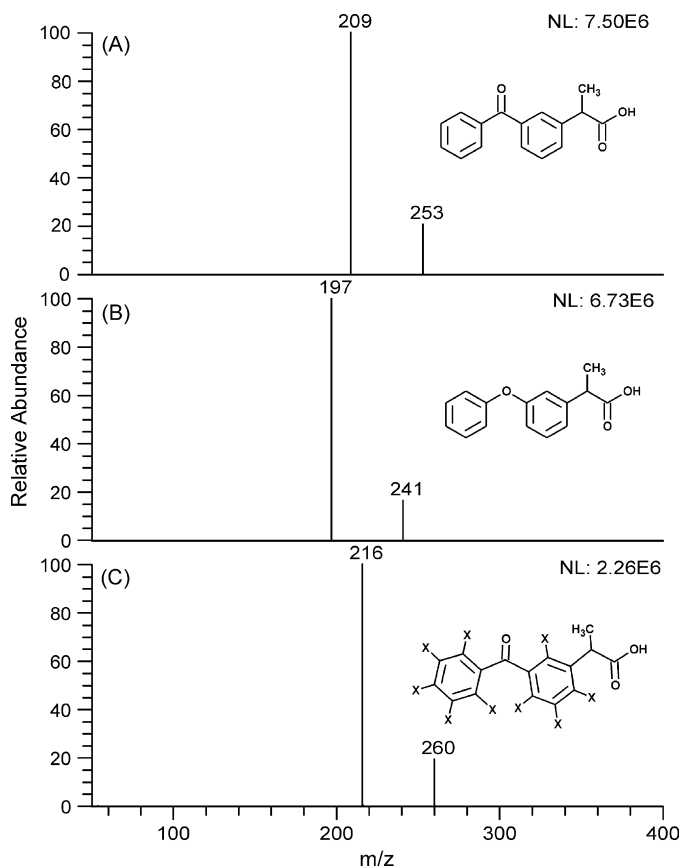 209
NL: 7.50E6
(A)
100
80
60
40
20
0
253
O
CH3
OH
O
197
NL: 6.73E6
(B)
100
80
60
40
20
0
241
O
CH3
OH
O
Relative Abundance
216
NL: 2.26E6
(C)
100
80
60
40
20
0
260
X
X
X
X
X
O
X
X
X
X
H3C
OH
O
100
200
300
400
m/z